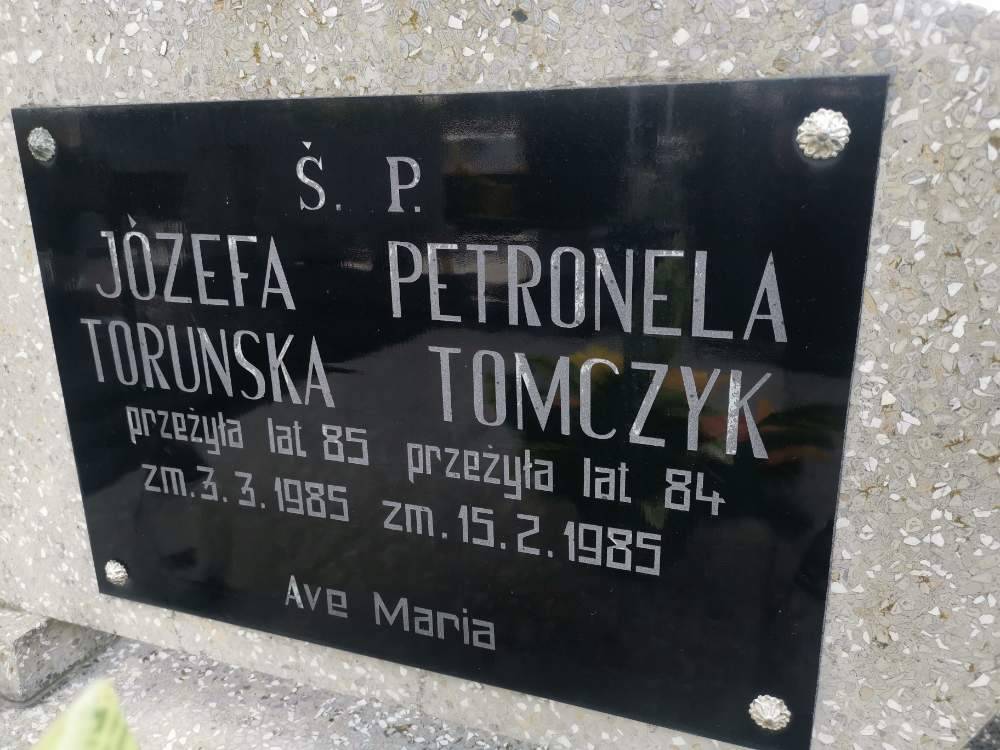 Š. P.
JÓZEFA PETRONELA
TORUNSKA TOMCZYK
przeżyła lat 85 przeżyła lat 84
zm. 3. 3. 1985 zm. 15. 2. 1985
Ave Maria